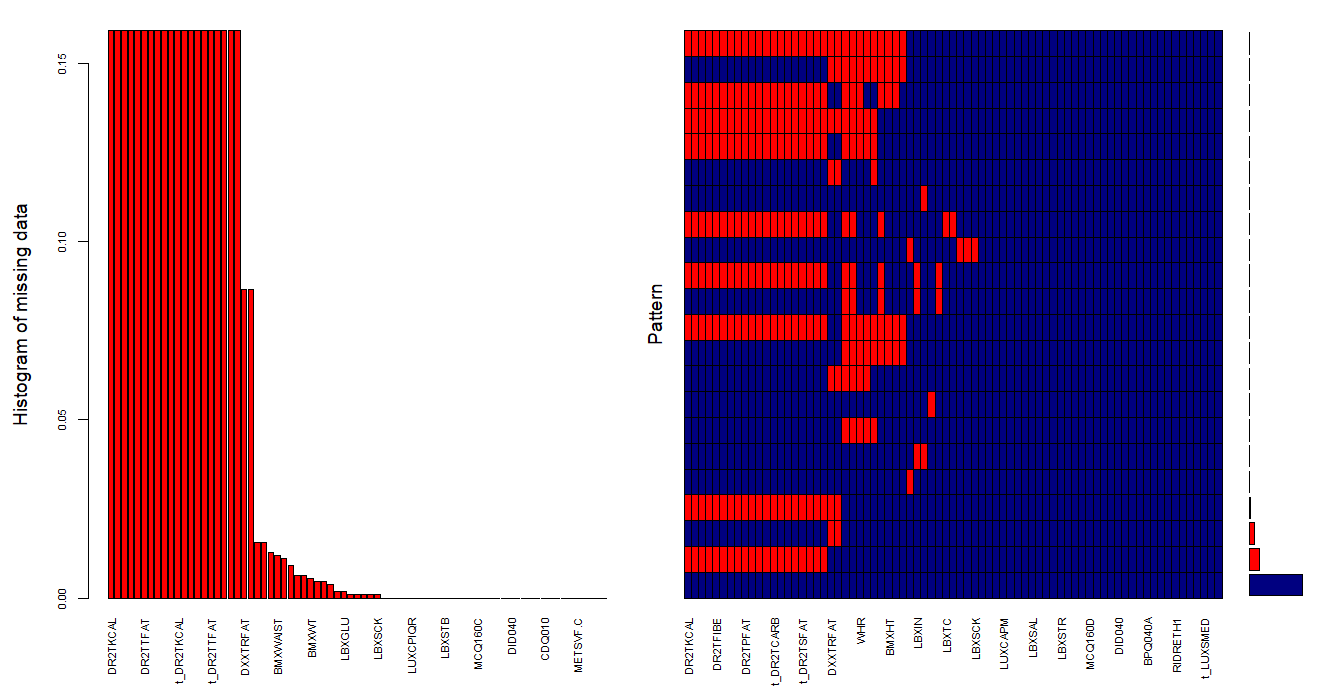 Histogram of missing data
0.15
0.10
0.05
0.00
DR2TKCAL
DR2TTFAT
t_DR2TKCAL
t_DR2TTFAT
DXXTRFAT
BMXWAIST
BMXWT
LBXGLU
LBXSCK
LUXCPIQR
LBXSTB
MCQ160C
DID040
CDQ010
METSVF.C
Pattern
DR2TKCAL
DR2TFIBE
DR2TPFAT
t_DR2TCARB
t_DR2TSFAT
DXXTRFAT
WHR
BMXHT
LBXIN
LBXTC
LBXSCK
LUXCAPM
LBXSAL
LBXSTR
MCQ160D
DID040
BPQ040A
RIDRETH1
t_LUXSMED